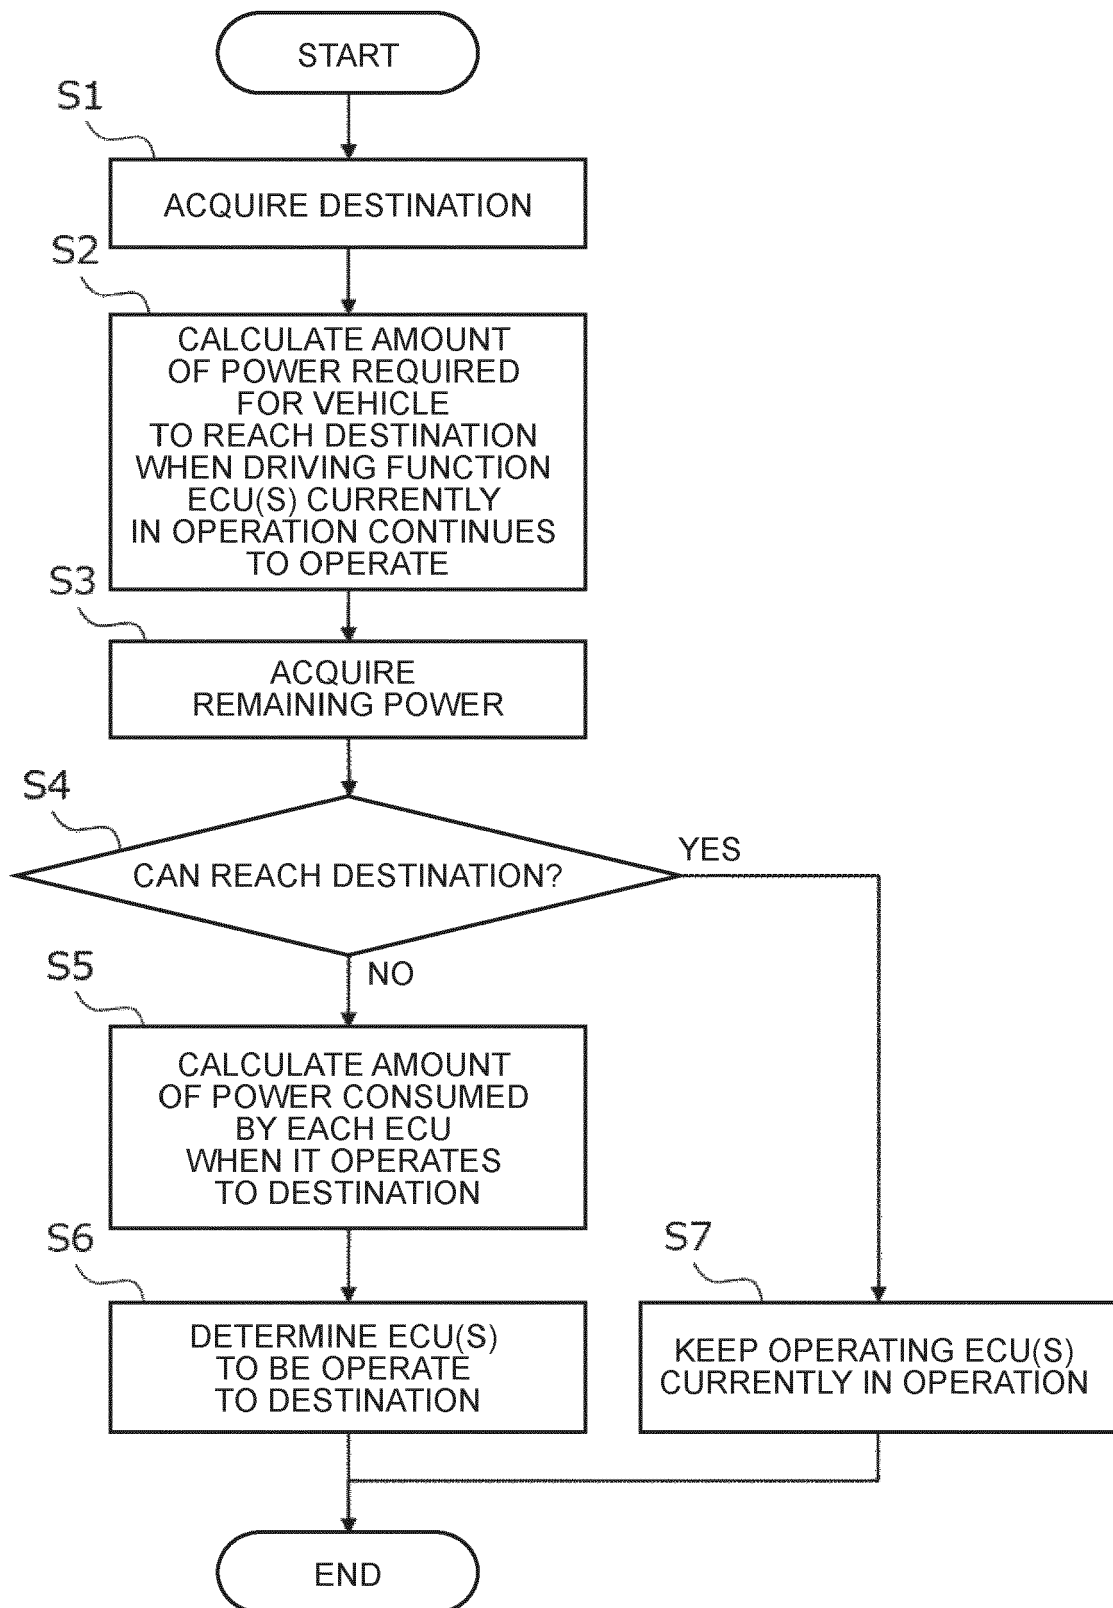 START
S1
ACQUIRE DESTINATION
S2
CALCULATE AMOUNT
OF POWER REQUIRED
FOR VEHICLE
TO REACH DESTINATION
WHEN DRIVING FUNCTION
ECU(S) CURRENTLY
IN OPERATION CONTINUES
TO OPERATE
S3
ACQUIRE
REMAINING POWER
S4
CAN REACH DESTINATION?
YES
NO
S5
CALCULATE AMOUNT
OF POWER CONSUMED
BY EACH ECU
WHEN IT OPERATES
TO DESTINATION
S6
DETERMINE ECU(S)
TO BE OPERATE
TO DESTINATION
S7
KEEP OPERATING ECU(S)
CURRENTLY IN OPERATION
END